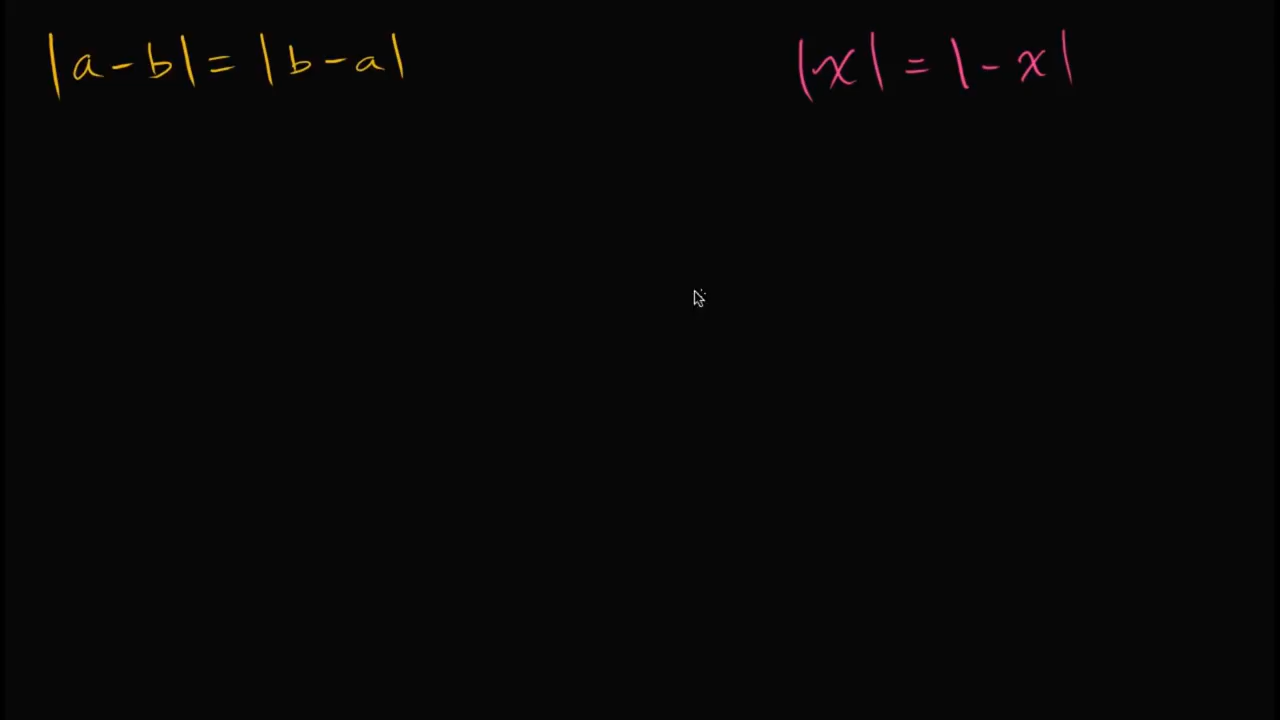 |a - b| = |b - a|
|x| = |- x|